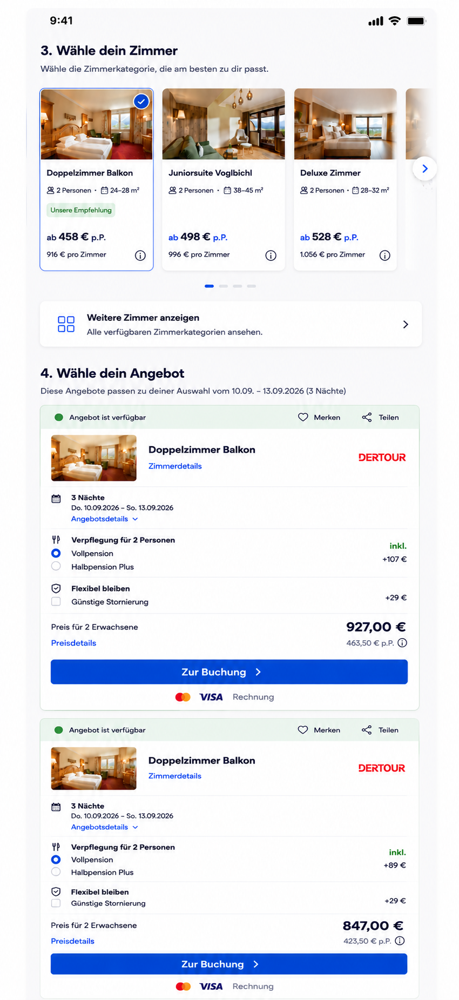 9:41
3. Wähle dein Zimmer
Wähle die Zimmerkategorie, die am besten zu dir passt.
Doppelzimmer Balkon
2 Personen · 24–28 m²
Unsere Empfehlung
ab 458 € p.P.
916 € pro Zimmer
Juniorsuite Voglbichl
2 Personen · 38–45 m²
ab 498 € p.P.
996 € pro Zimmer
Deluxe Zimmer
2 Personen · 28–32 m²
ab 528 € p.P.
1.056 € pro Zimmer
Weitere Zimmer anzeigen
Alle verfügbaren Zimmerkategorien ansehen.
4. Wähle dein Angebot
Diese Angebote passen zu deiner Auswahl vom 10.09. – 13.09.2026 (3 Nächte)
Angebot ist verfügbar Merken Teilen
Doppelzimmer Balkon
Zimmerdetails
DERTOUR
3 Nächte
Do. 10.09.2026 – So. 13.09.2026
Angebotsdetails
Verpflegung für 2 Personen
Vollpension inkl.
Halbpension Plus +107 €
Flexibel bleiben
Günstige Stornierung +29 €
Preis für 2 Erwachsene 927,00 €
Preisdetails 463,50 € p.P.
Zur Buchung
VISA Rechnung
Angebot ist verfügbar Merken Teilen
Doppelzimmer Balkon
Zimmerdetails
DERTOUR
3 Nächte
Do. 10.09.2026 – So. 13.09.2026
Angebotsdetails
Verpflegung für 2 Personen
Vollpension inkl.
Halbpension Plus +89 €
Flexibel bleiben
Günstige Stornierung +29 €
Preis für 2 Erwachsene 847,00 €
Preisdetails 423,50 € p.P.
Zur Buchung
VISA Rechnung